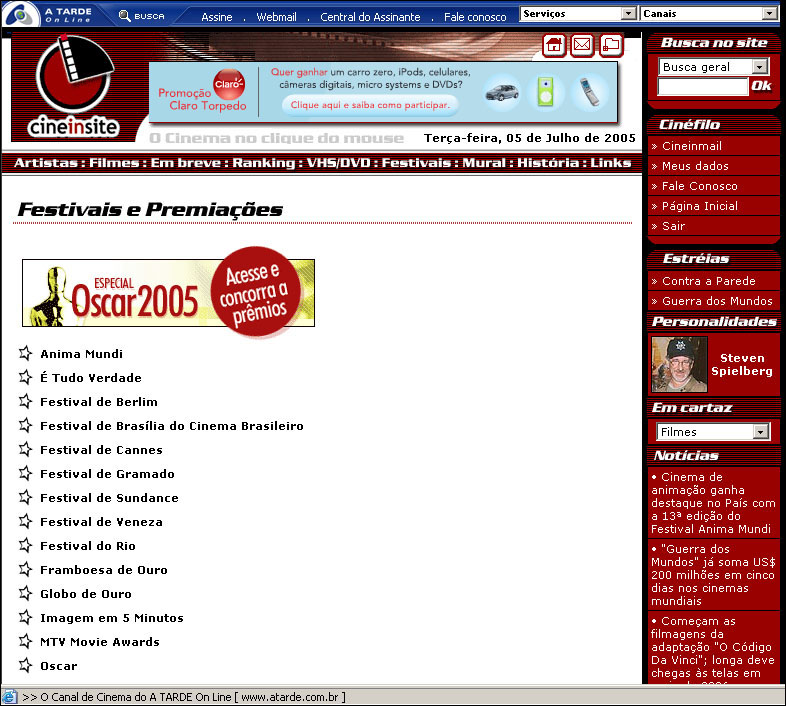 A TARDE
On Line
BUSCA
Assine . Webmail . Central do Assinante . Fale conosco
Serviços
Canais
cineinsite
Promoção
Claro Torpedo
Claro
Quer ganhar um carro zero, iPods, celulares,
câmeras digitais, micro systems e DVDs?
Clique aqui e saiba como participar.
O Cinema no clique do mouse
Terça-feira, 05 de Julho de 2005
Artistas : Filmes : Em breve : Ranking : VHS/DVD : Festivais : Mural : História : Links
Festivais e Premiações
ESPECIAL
Oscar2005
Acesse e
concorra a
prêmios
Anima Mundi
É Tudo Verdade
Festival de Berlim
Festival de Brasília do Cinema Brasileiro
Festival de Cannes
Festival de Gramado
Festival de Sundance
Festival de Veneza
Festival do Rio
Framboesa de Ouro
Globo de Ouro
Imagem em 5 Minutos
MTV Movie Awards
Oscar
Busca no site
Busca geral
Ok
Cinéfilo
» Cineinmail
» Meus dados
» Fale Conosco
» Página Inicial
» Sair
Estréias
» Contra a Parede
» Guerra dos Mundos
Personalidades
Steven
Spielberg
Em cartaz
Filmes
Notícias
• Cinema de
animação ganha
destaque no País com
a 13ª edição do
Festival Anima Mundi
• "Guerra dos
Mundos" já soma US$
200 milhões em cinco
dias nos cinemas
mundiais
• Começam as
filmagens da
adaptação "O Código
Da Vinci"; longa deve
chegas às telas em
>> O Canal de Cinema do A TARDE On Line [ www.atarde.com.br ]